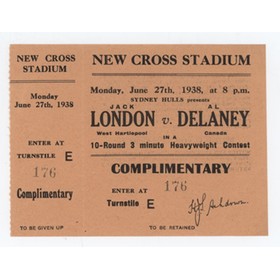 NEW CROSS
STADIUM
Monday
June 27th, 1938
ENTER AT
TURNSTILE E
176
Complimentary
TO BE GIVEN UP
NEW CROSS STADIUM
Monday, June 27th, 1938, at 8 p.m.
SYDNEY HULLS presents
JACK AL
LONDON v. DELANEY
West Hartlepool Canada
IN A
10-Round 3 minute Heavyweight Contest
COMPLIMENTARY
ENTER AT
Turnstile E
176
TO BE RETAINED